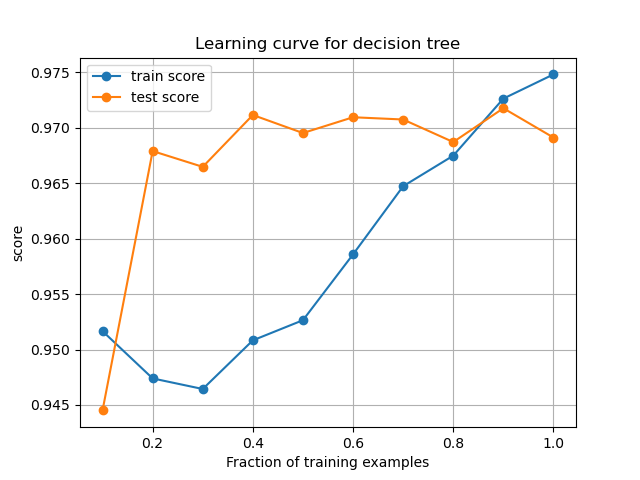 Learning curve for decision tree
train score
test score
0.975
0.970
0.965
0.960
0.955
0.950
0.945
score
0.2
0.4
0.6
0.8
1.0
Fraction of training examples